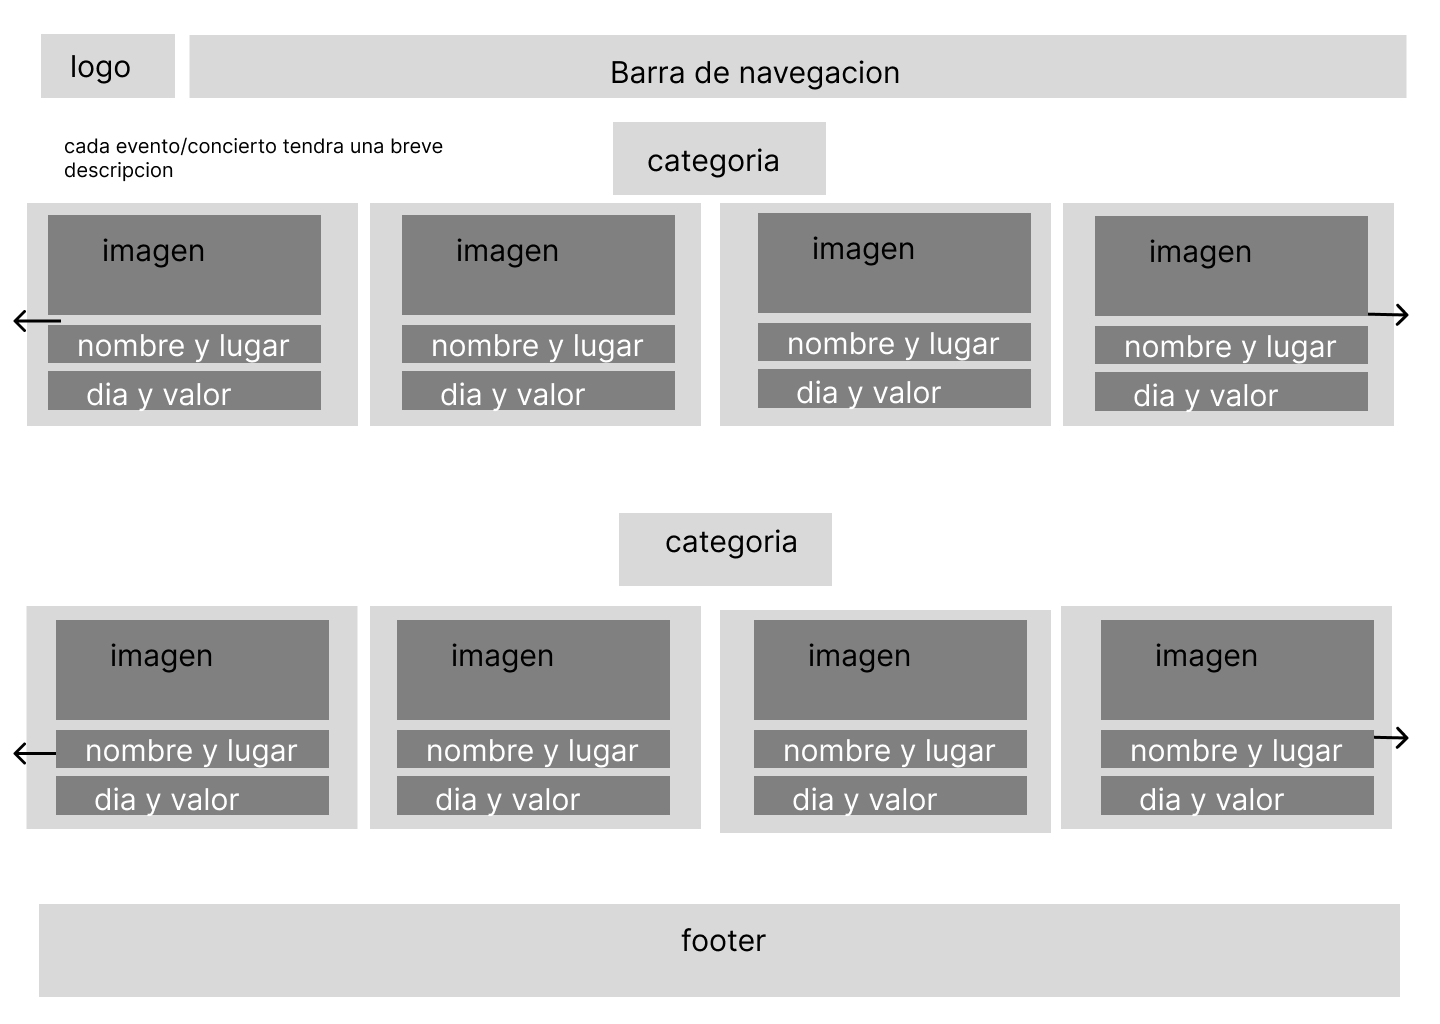 logo
Barra de navegacion
cada evento/concierto tendra una breve
descripcion
categoria
imagen
imagen
imagen
imagen
nombre y lugar
nombre y lugar
nombre y lugar
nombre y lugar
dia y valor
dia y valor
dia y valor
dia y valor
categoria
imagen
imagen
imagen
imagen
nombre y lugar
nombre y lugar
nombre y lugar
nombre y lugar
dia y valor
dia y valor
dia y valor
dia y valor
footer